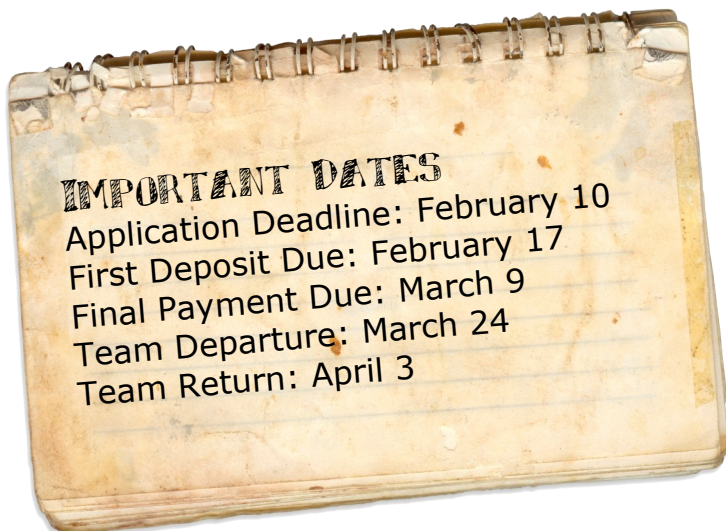 IMPORTANT DATES
Application Deadline: February 10
First Deposit Due: February 17
Final Payment Due: March 9
Team Departure: March 24
Team Return: April 3